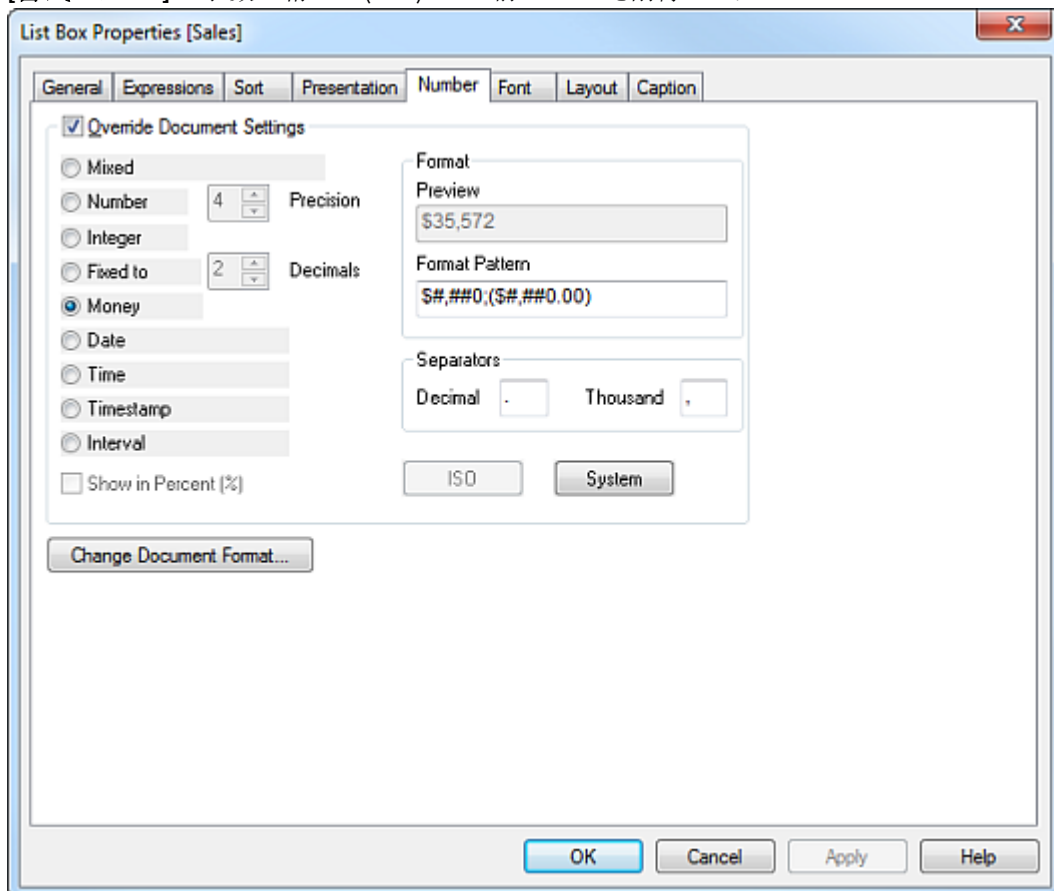 List Box Properties [Sales]
General Expressions Sort Presentation Number Font Layout Caption
Override Document Settings
Mixed
Number 4 Precision
Integer
Fixed to 2 Decimals
Money
Date
Time
Timestamp
Interval
Show in Percent (%)
Format
Preview
$35,572
Format Pattern
$#,##0;($#,##0.00)
Separators
Decimal . Thousand ,
ISO System
Change Document Format...
OK Cancel Apply Help